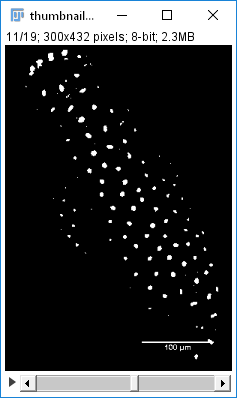 thumbnail...
11/19; 300x432 pixels; 8-bit; 2.3MB
100 µm